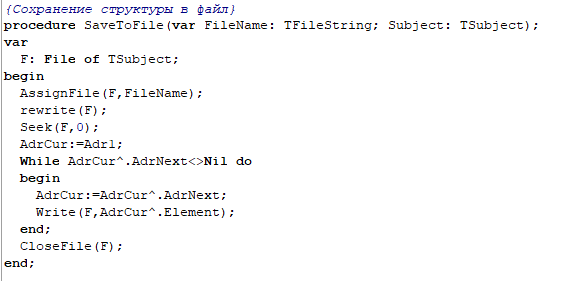 {Сохранение структуры в файл}
procedure SaveToFile(var FileName: TFileString; Subject: TSubject);
var
  F: File of TSubject;
begin
  AssignFile(F,FileName);
  rewrite(F);
  Seek(F,0);
  AdrCur:=Adr1;
  While AdrCur^.AdrNext<>Nil do
  begin
    AdrCur:=AdrCur^.AdrNext;
    Write(F,AdrCur^.Element);
  end;
  CloseFile(F);
end;